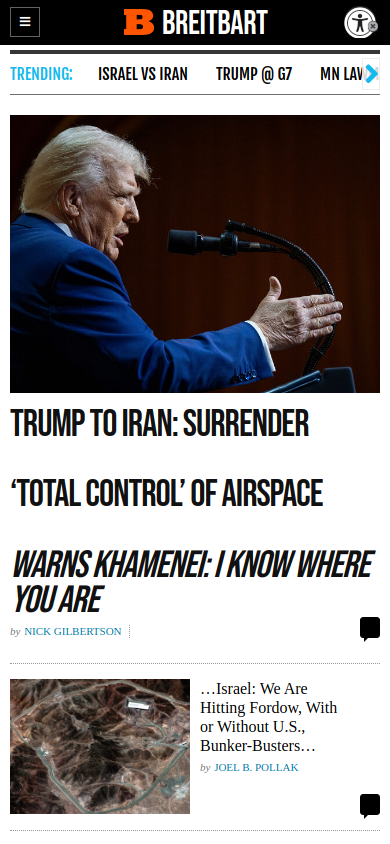 BREITBART
TRENDING: ISRAEL VS IRAN TRUMP @ G7 MN LAW
TRUMP TO IRAN: SURRENDER
‘TOTAL CONTROL’ OF AIRSPACE
WARNS KHAMENEI: I KNOW WHERE
YOU ARE
by NICK GILBERTSON
…Israel: We Are
Hitting Fordow, With
or Without U.S.,
Bunker-Busters…
by JOEL B. POLLAK